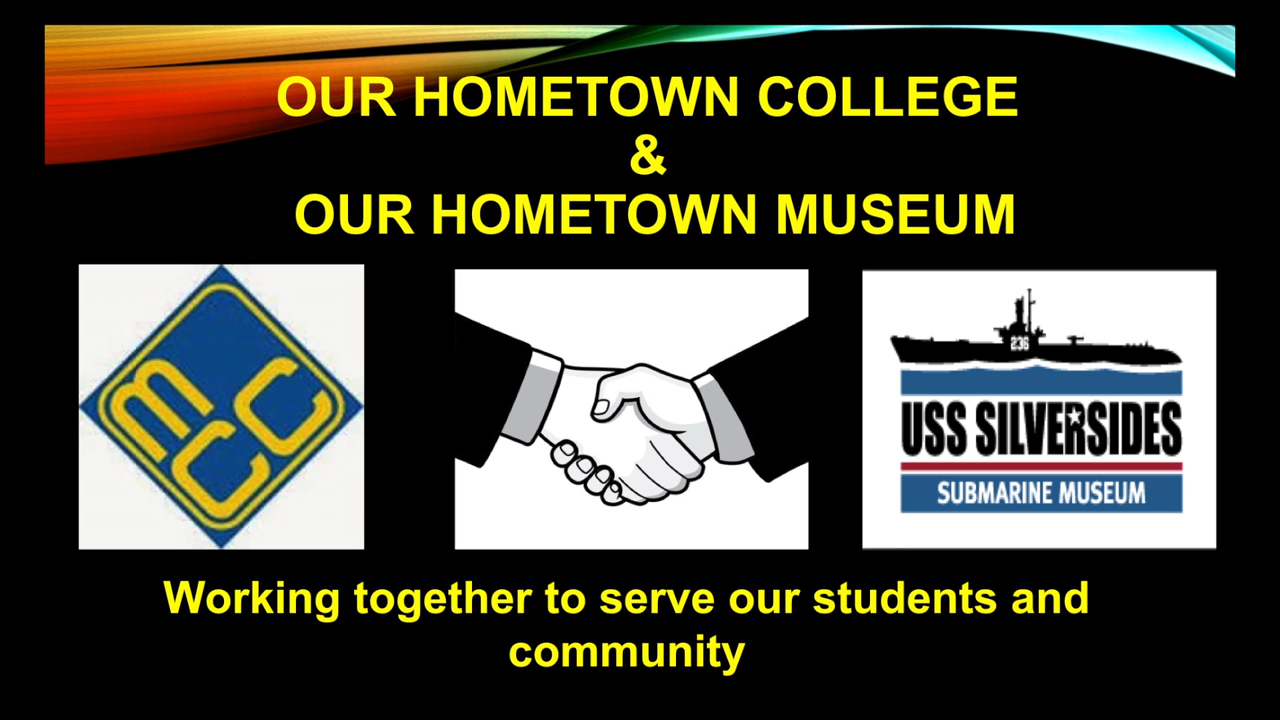 OUR HOMETOWN COLLEGE
&
OUR HOMETOWN MUSEUM
mcc
236
USS SILVERSIDES
SUBMARINE MUSEUM
Working together to serve our students and
community